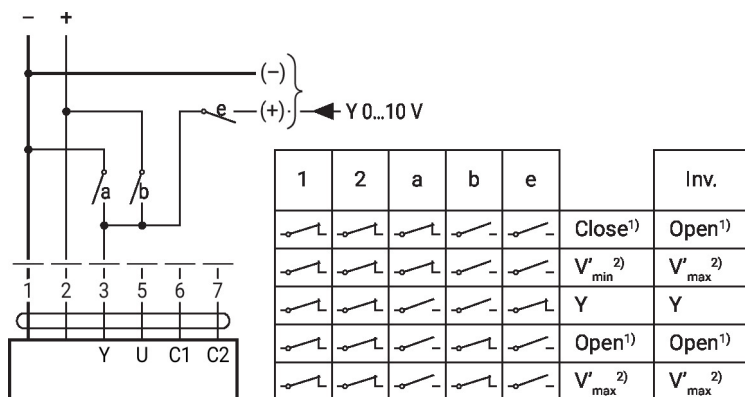 − +
(−)
e (+) Y 0...10 V
a b
1 2 3 5 6 7
Y U C1 C2
1 2 a b e Inv.
Close¹⁾ Open¹⁾
V'min²⁾ V'max²⁾
Y Y
Open¹⁾ Open¹⁾
V'max²⁾ V'max²⁾